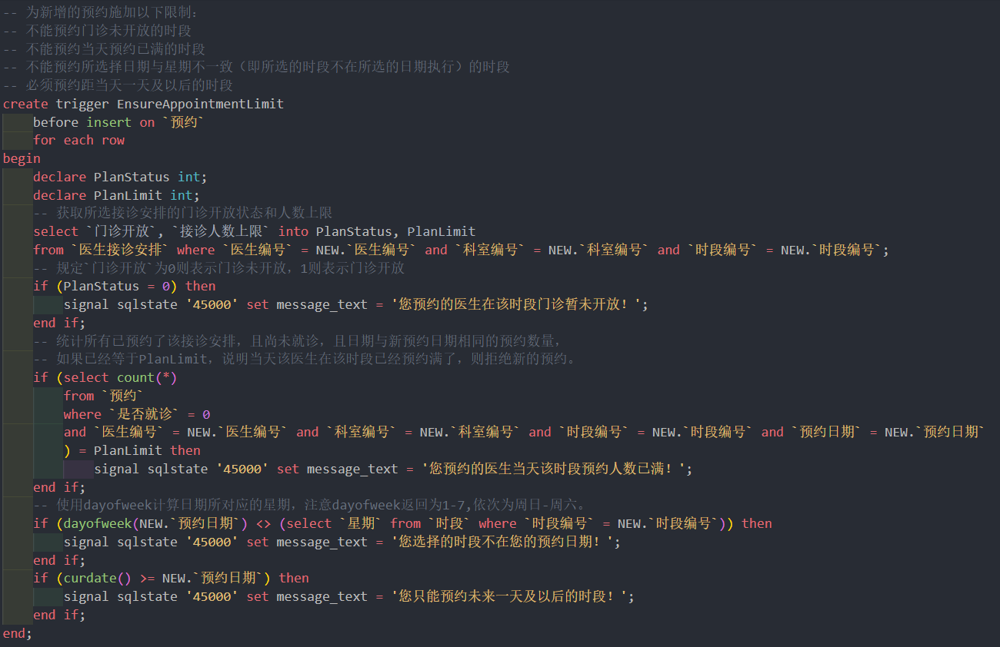 -- 为新增的预约施加以下限制：
-- 不能预约门诊未开放的时段
-- 不能预约当天预约已满的时段
-- 不能预约所选择日期与星期不一致（即所选的时段不在所选的日期执行）的时段
-- 必须预约距当天一天及以后的时段
create trigger EnsureAppointmentLimit
    before insert on `预约`
    for each row
begin
    declare PlanStatus int;
    declare PlanLimit int;
    -- 获取所选接诊安排的门诊开放状态和人数上限
    select `门诊开放`, `接诊人数上限` into PlanStatus, PlanLimit
    from `医生接诊安排` where `医生编号` = NEW.`医生编号` and `科室编号` = NEW.`科室编号` and `时段编号` = NEW.`时段编号`;
    -- 规定`门诊开放`为0则表示门诊未开放，1则表示门诊开放
    if (PlanStatus = 0) then
        signal sqlstate '45000' set message_text = '您预约的医生在该时段门诊暂未开放！';
    end if;
    -- 统计所有已预约了该接诊安排，且尚未就诊，且日期与新预约日期相同的预约数量，
    -- 如果已经等于PlanLimit，说明当天该医生在该时段已经预约满了，则拒绝新的预约。
    if (select count(*)
        from `预约`
        where `是否就诊` = 0
        and `医生编号` = NEW.`医生编号` and `科室编号` = NEW.`科室编号` and `时段编号` = NEW.`时段编号` and `预约日期` = NEW.`预约日期`
        ) = PlanLimit then
            signal sqlstate '45000' set message_text = '您预约的医生当天该时段预约人数已满！';
    end if;
    -- 使用dayofweek计算日期所对应的星期，注意dayofweek返回为1-7,依次为周日-周六。
    if (dayofweek(NEW.`预约日期`) <> (select `星期` from `时段` where `时段编号` = NEW.`时段编号`)) then
        signal sqlstate '45000' set message_text = '您选择的时段不在您的预约日期！';
    end if;
    if (curdate() >= NEW.`预约日期`) then
        signal sqlstate '45000' set message_text = '您只能预约未来一天及以后的时段！';
    end if;
end;